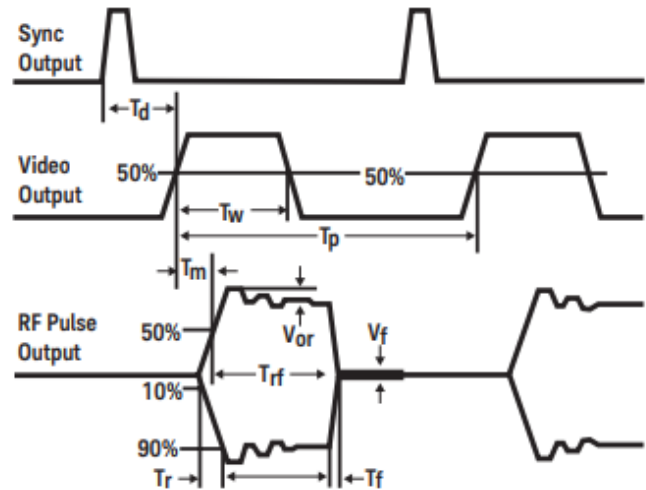 Sync
Output
Td
Video
Output
50%
50%
Tw
Tp
Tm
RF Pulse
Output
50%
Vor
Vf
Trf
10%
90%
Tr
Tf